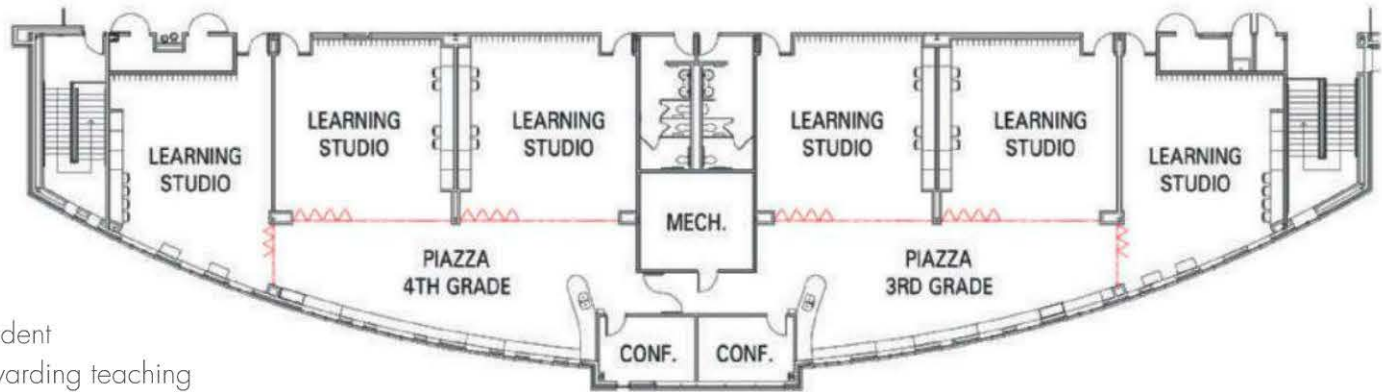 LEARNING
STUDIO
LEARNING
STUDIO
LEARNING
STUDIO
LEARNING
STUDIO
LEARNING
STUDIO
LEARNING
STUDIO
MECH.
PIAZZA
4TH GRADE
PIAZZA
3RD GRADE
CONF.
CONF.
dent
varding teaching